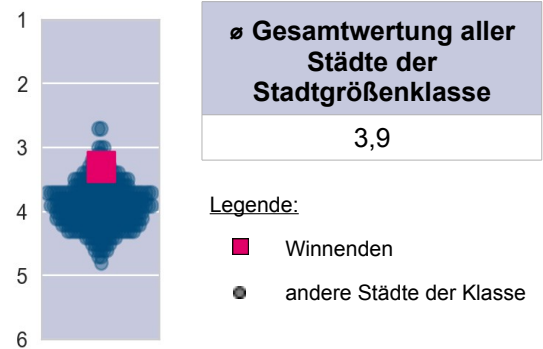 1
2
3
4
5
6
ø Gesamtwertung aller
Städte der
Stadtgrößenklasse
3,9
Legende:
Winnenden
andere Städte der Klasse